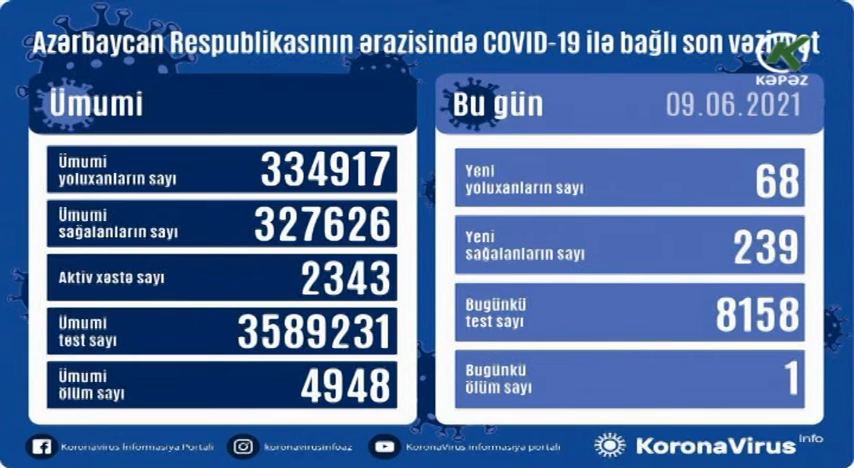 Azərbaycan Respublikasının ərazisində COVID-19 ilə bağlı son vəziyyət
KƏPƏZ
Ümumi
Ümumi
yoluxanların sayı
334917
Ümumi
sağalanların sayı
327626
Aktiv xəstə sayı
2343
Ümumi
test sayı
3589231
Ümumi
ölüm sayı
4948
Bu gün
09.06.2021
Yeni
yoluxanların sayı
68
Yeni
sağalanların sayı
239
Bugünkü
test sayı
8158
Bugünkü
ölüm sayı
1
Koronavirus İnformasiya Portalı
koronavirusinfoaz
KoronaVirus informasiya portalı
KoronaVirus Info